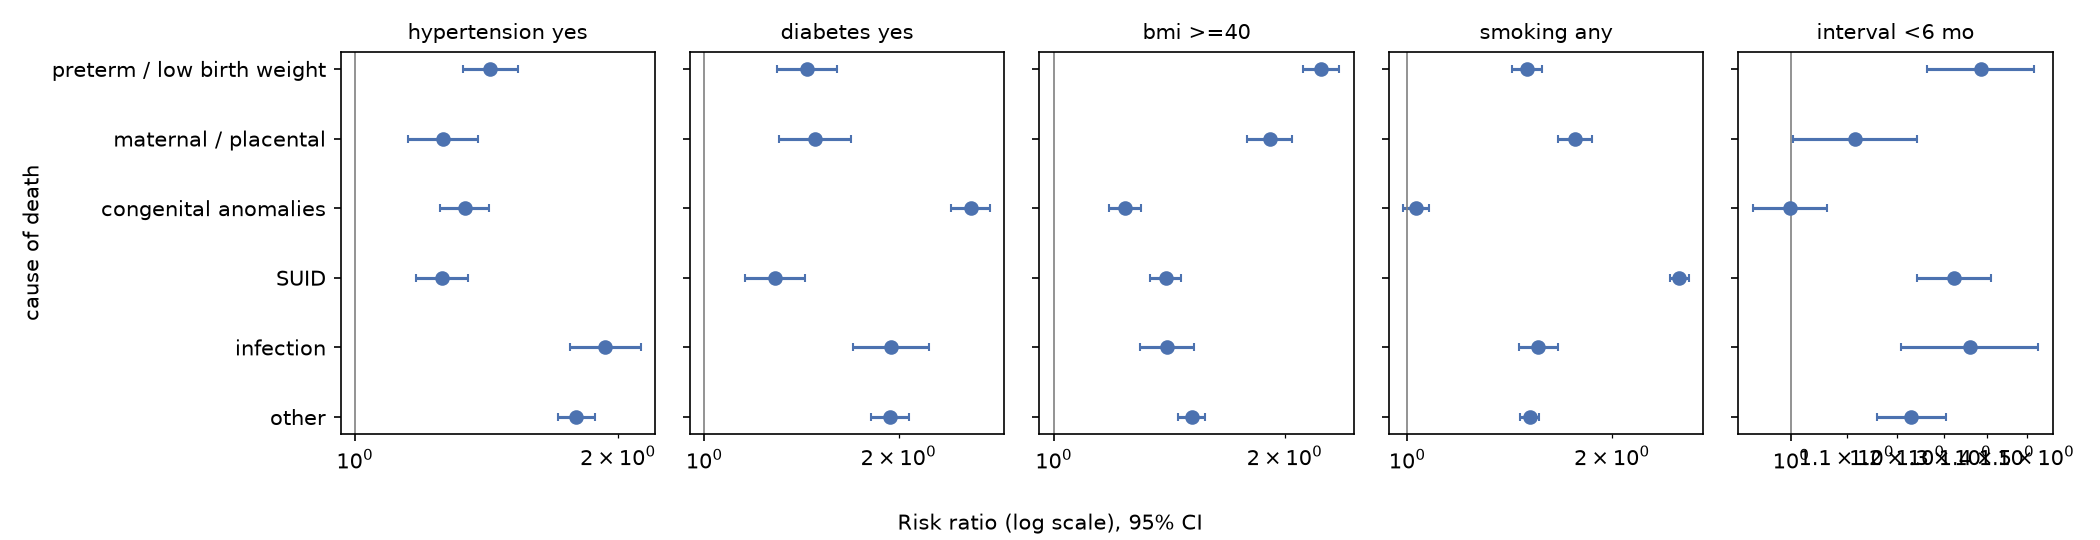 hypertension yes
diabetes yes
bmi >=40
smoking any
interval <6 mo
cause of death
preterm / low birth weight
maternal / placental
congenital anomalies
SUID
infection
other
10⁰
2 × 10⁰
10⁰
2 × 10⁰
10⁰
2 × 10⁰
10⁰
2 × 10⁰
Risk ratio (log scale), 95% CI